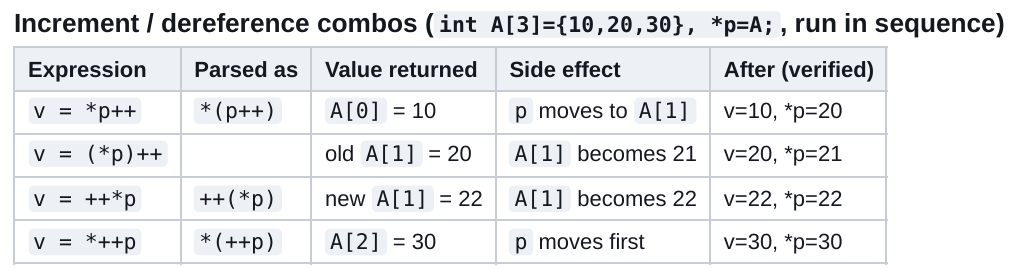 Increment / dereference combos (int A[3]={10,20,30}, *p=A;, run in sequence)
Expression Parsed as Value returned Side effect After (verified)
v = *p++ *(p++) A[0] = 10 p moves to A[1] v=10, *p=20
v = (*p)++ old A[1] = 20 A[1] becomes 21 v=20, *p=21
v = ++*p ++(*p) new A[1] = 22 A[1] becomes 22 v=22, *p=22
v = *++p *(++p) A[2] = 30 p moves first v=30, *p=30